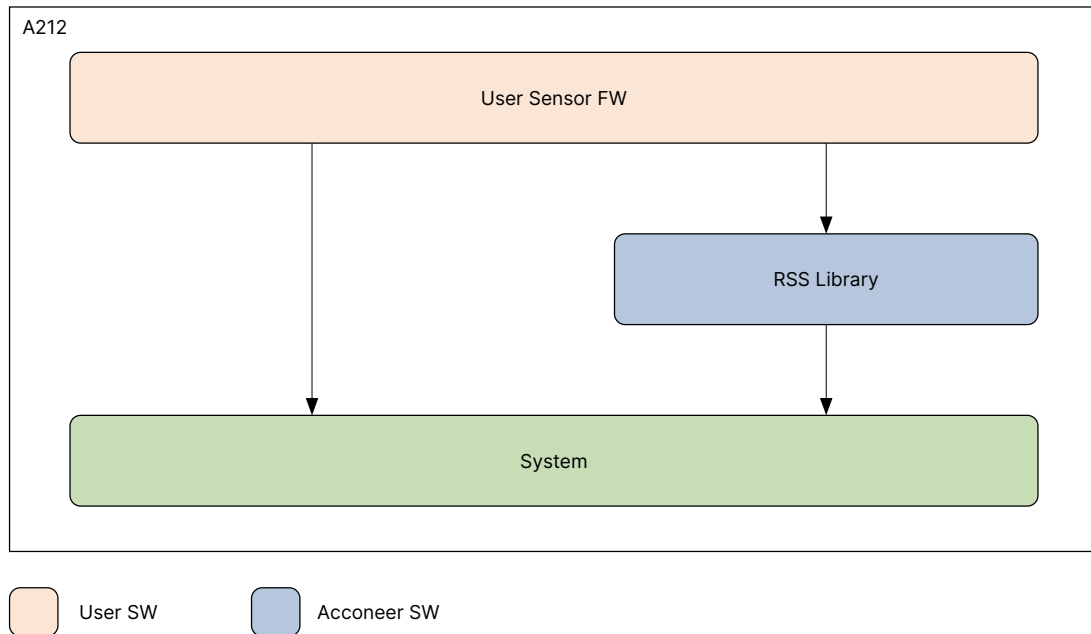 A212
User Sensor FW
RSS Library
System
User SW
Acconeer SW